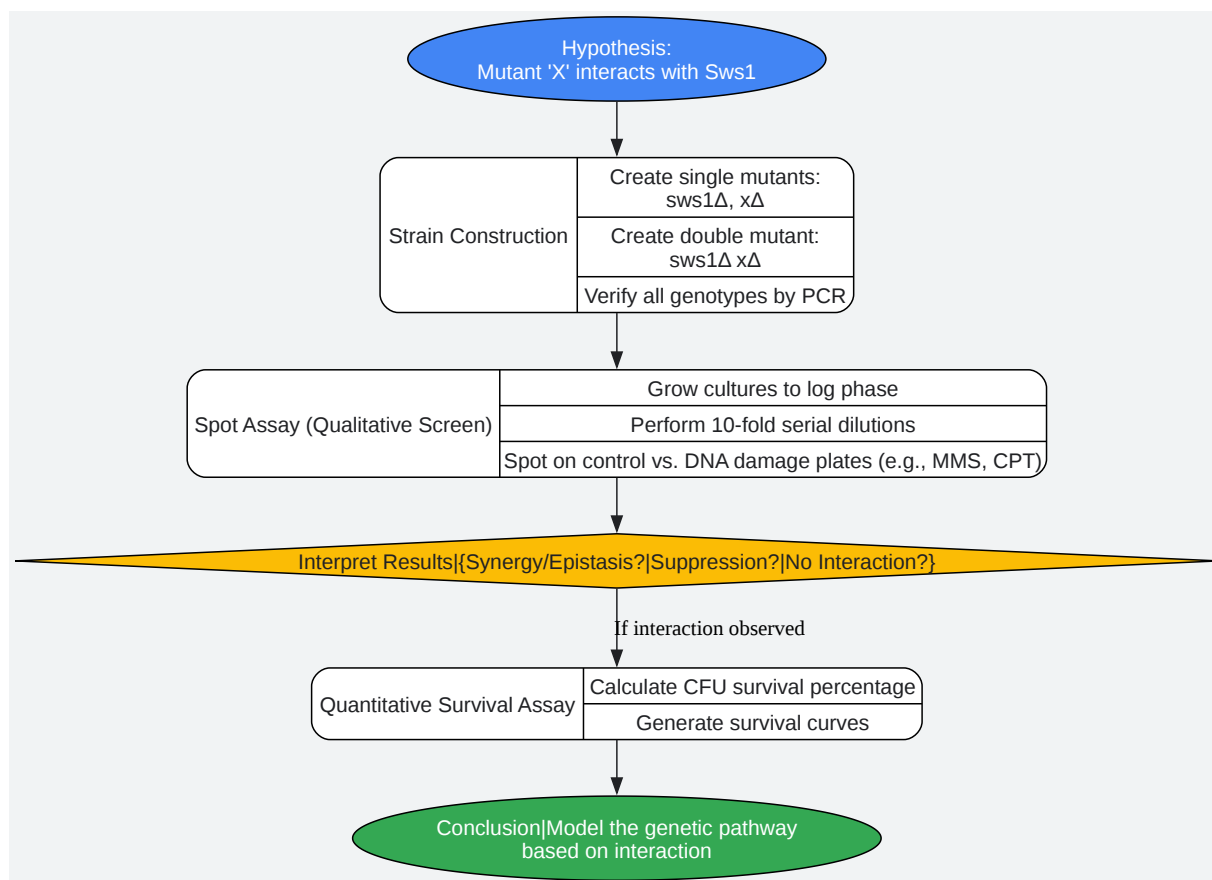 Hypothesis:
Mutant 'X' interacts with Sws1
Strain Construction
Create single mutants:
sws1Δ, xΔ
Create double mutant:
sws1Δ xΔ
Verify all genotypes by PCR
Spot Assay (Qualitative Screen)
Grow cultures to log phase
Perform 10-fold serial dilutions
Spot on control vs. DNA damage plates (e.g., MMS, CPT)
Interpret Results|{Synergy/Epistasis?|Suppression?|No Interaction?}
If interaction observed
Quantitative Survival Assay
Calculate CFU survival percentage
Generate survival curves
Conclusion|Model the genetic pathway
based on interaction